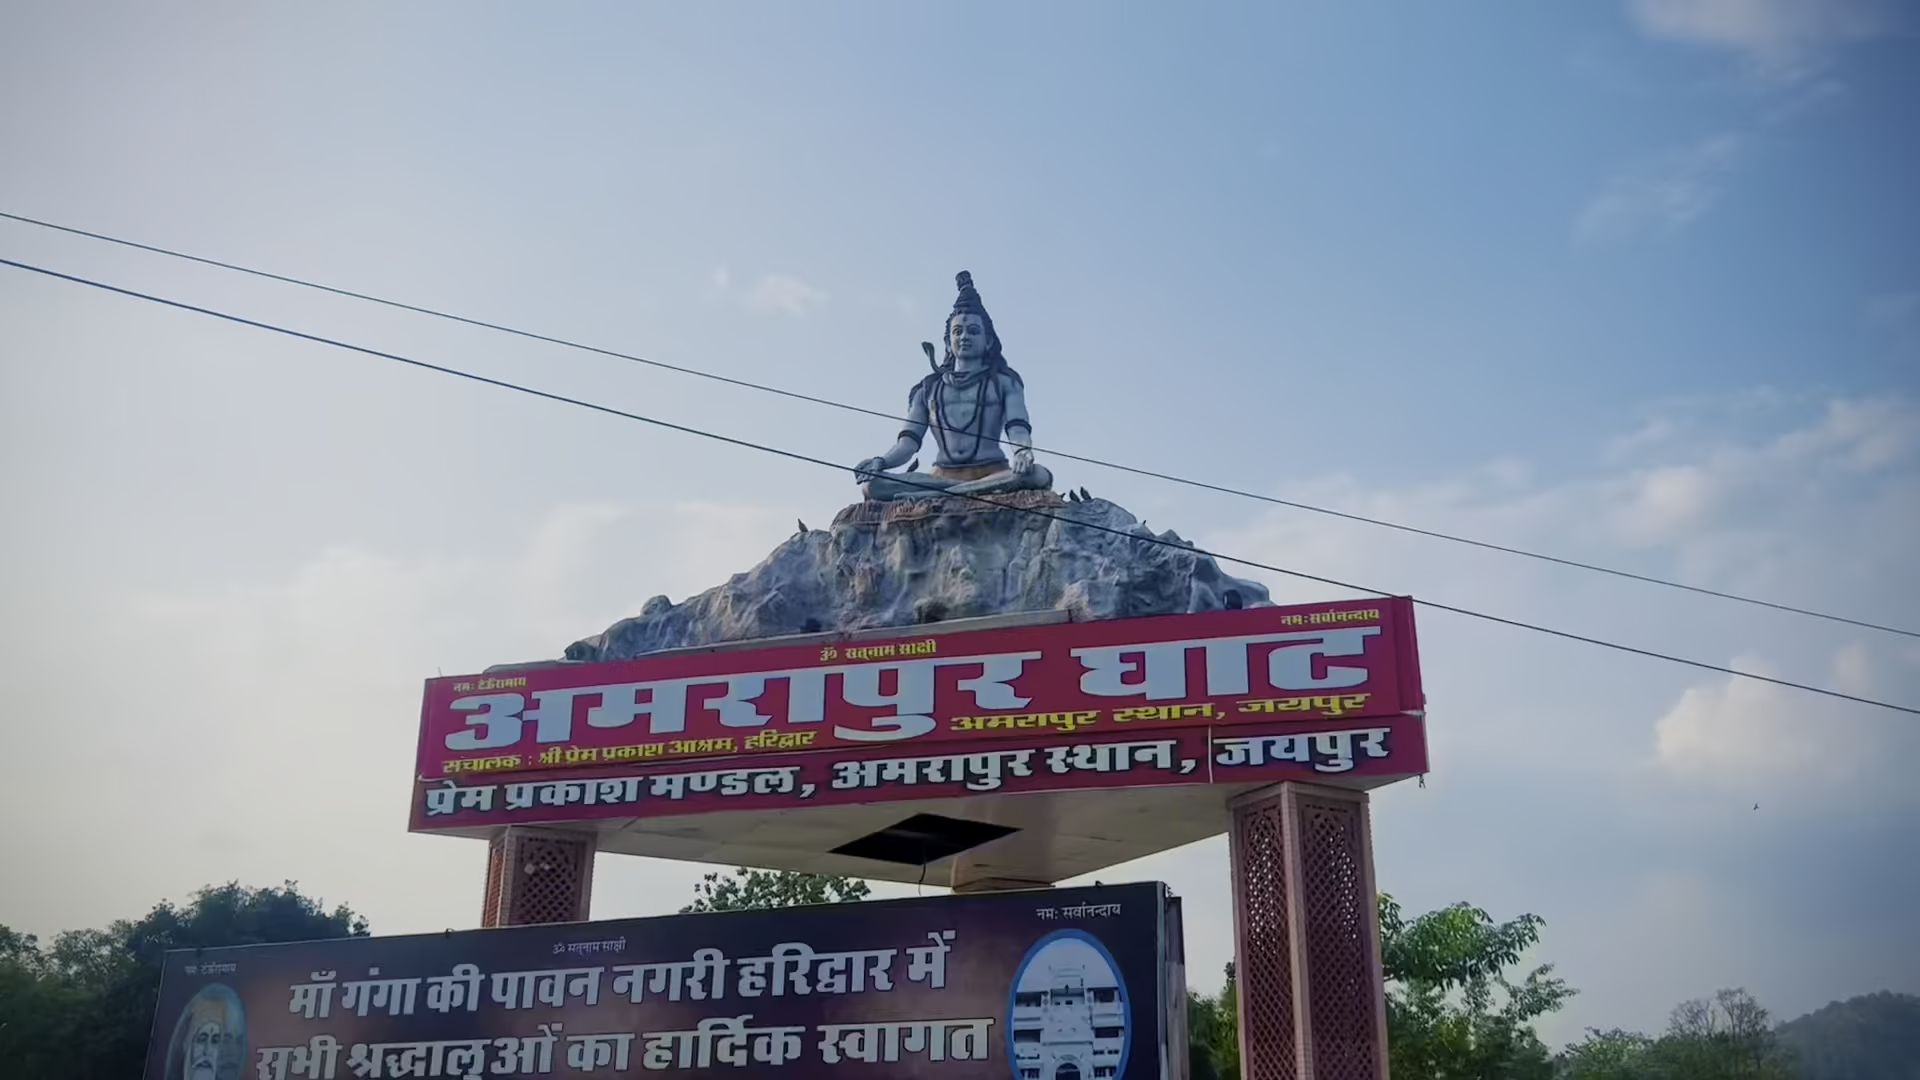 ॐ सत्‌नाम साक्षी
नमः सर्वानन्दाय
नमः टेऊँरामाय
अमरापुर घाट
अमरापुर स्थान, जयपुर
संचालक : श्री प्रेम प्रकाश आश्रम, हरिद्वार
प्रेम प्रकाश मण्डल, अमरापुर स्थान, जयपुर
नमः सर्वानन्दाय
ॐ सत्‌नाम साक्षी
नमः टेऊँरामाय
माँ गंगा की पावन नगरी हरिद्वार में
सभी श्रद्धालुओं का हार्दिक स्वागत